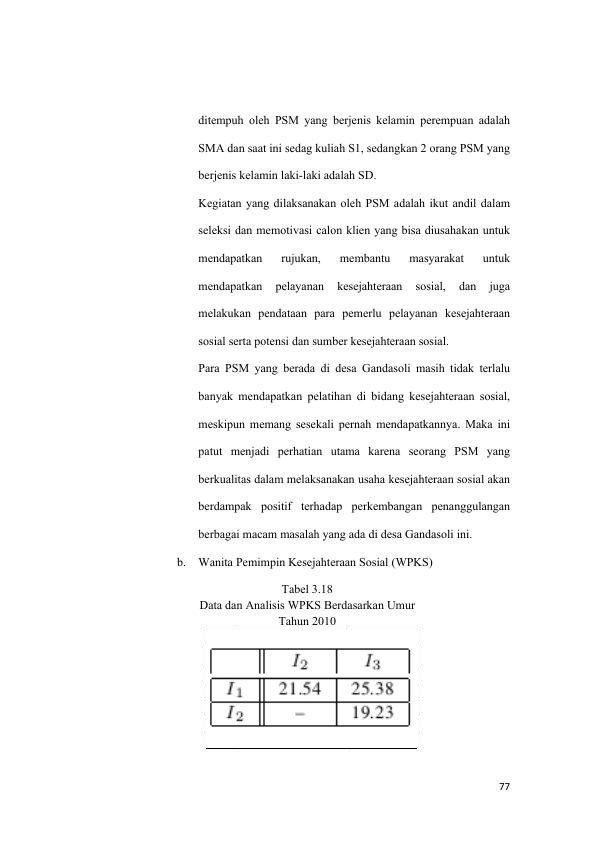 ditempuh oleh PSM yang berjenis kelamin perempuan adalah
SMA dan saat ini sedag kuliah S1, sedangkan 2 orang PSM yang
berjenis kelamin laki-laki adalah SD.
Kegiatan yang dilaksanakan oleh PSM adalah ikut andil dalam
seleksi dan memotivasi calon klien yang bisa diusahakan untuk
mendapatkan rujukan, membantu masyarakat untuk
mendapatkan pelayanan kesejahteraan sosial, dan juga
melakukan pendataan para pemerlu pelayanan kesejahteraan
sosial serta potensi dan sumber kesejahteraan sosial.
Para PSM yang berada di desa Gandasoli masih tidak terlalu
banyak mendapatkan pelatihan di bidang kesejahteraan sosial,
meskipun memang sesekali pernah mendapatkannya. Maka ini
patut menjadi perhatian utama karena seorang PSM yang
berkualitas dalam melaksanakan usaha kesejahteraan sosial akan
berdampak positif terhadap perkembangan penanggulangan
berbagai macam masalah yang ada di desa Gandasoli ini.
b. Wanita Pemimpin Kesejahteraan Sosial (WPKS)
Tabel 3.18
Data dan Analisis WPKS Berdasarkan Umur
Tahun 2010
I2 I3
I1 21.54 25.38
I2 – 19.23
77